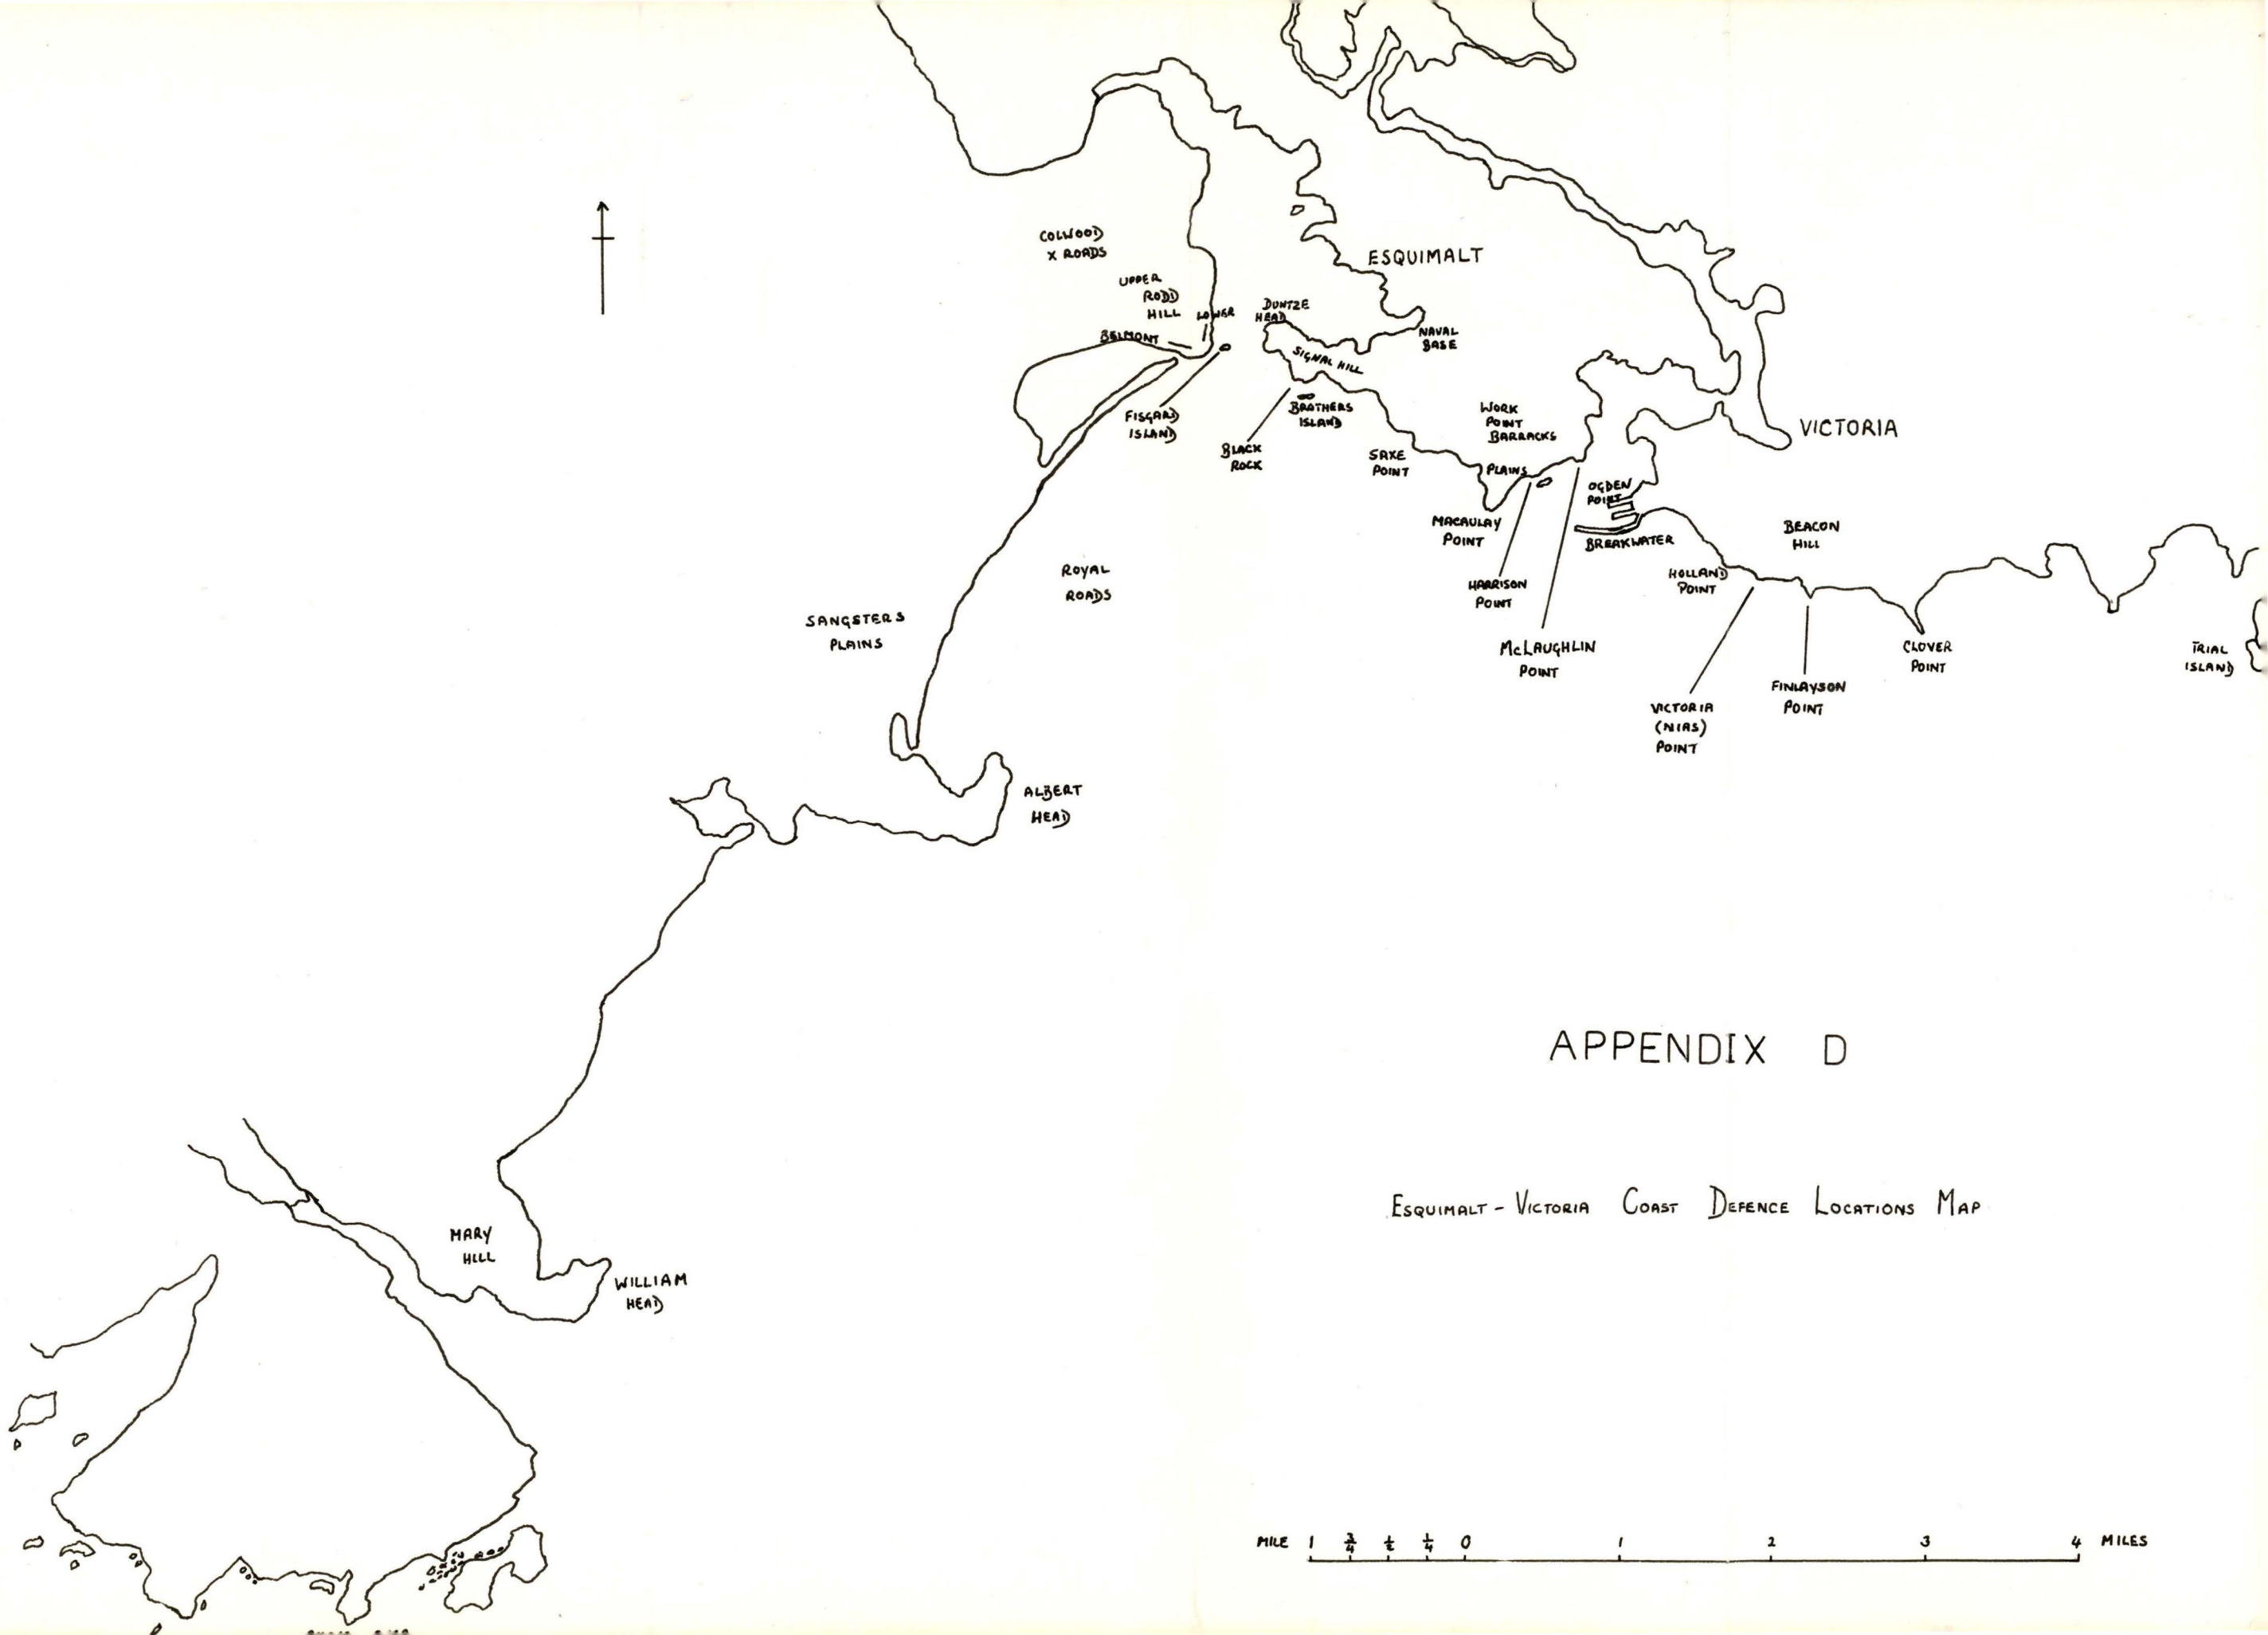 COLWOOD
X ROADS
UPPER
RODD
HILL
LOWER
BELMONT
FISGARD
ISLAND
DUNTZE
HEAD
ESQUIMALT
NAVAL
BASE
SIGNAL HILL
BROTHERS
ISLAND
BLACK
ROCK
SAXE
POINT
WORK
POINT
BARRACKS
PLAINS
MACAULAY
POINT
HARRISON
POINT
McLAUGHLIN
POINT
VICTORIA
OGDEN
POINT
BREAKWATER
BEACON
HILL
HOLLAND
POINT
VICTORIA
(NIAS)
POINT
FINLAYSON
POINT
CLOVER
POINT
TRIAL
ISLAND
ROYAL
ROADS
SANGSTERS
PLAINS
ALBERT
HEAD
MARY
HILL
WILLIAM
HEAD
APPENDIX D
ESQUIMALT - VICTORIA COAST DEFENCE LOCATIONS MAP
MILE 1 3/4 1/2 1/4 0 1 2 3 4 MILES